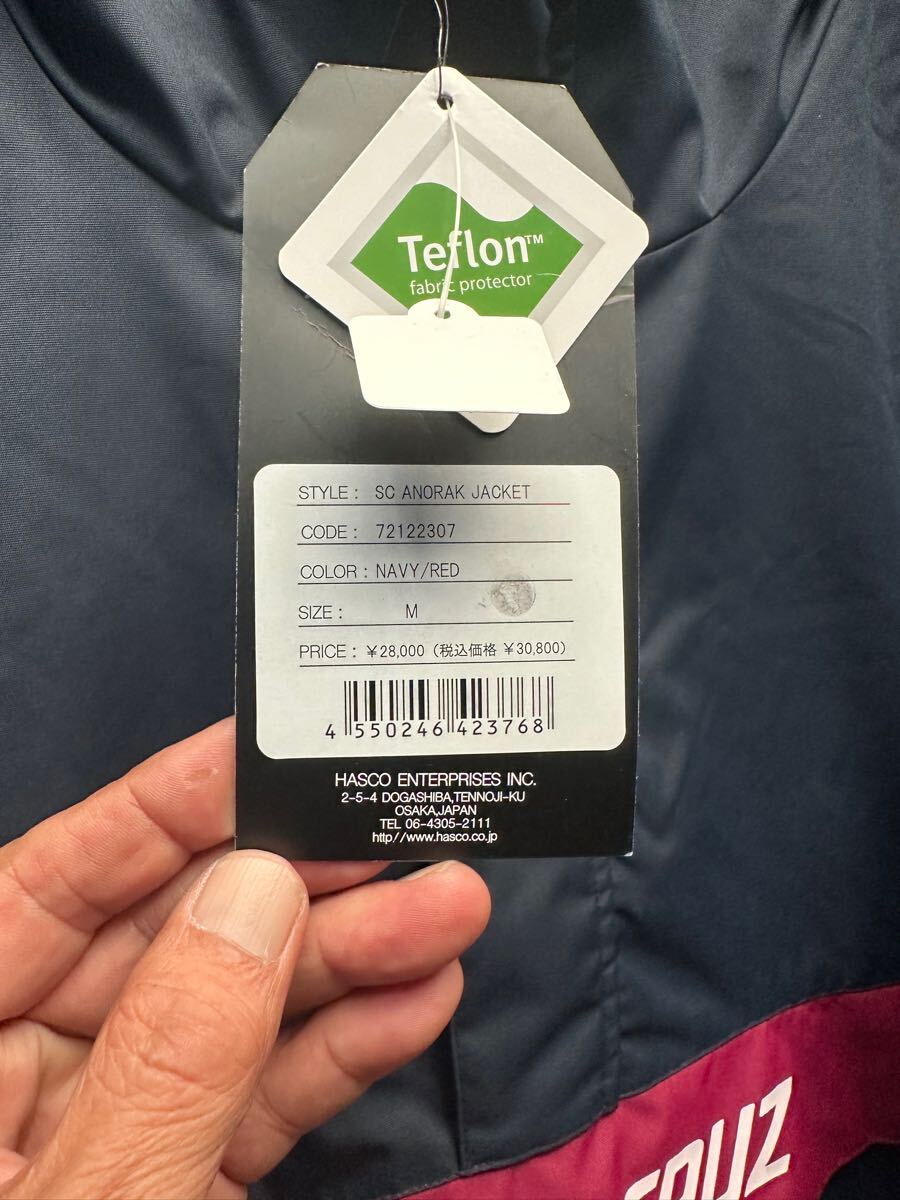 Teflon™
fabric protector
STYLE : SC ANORAK JACKET
CODE : 72122307
COLOR : NAVY/RED
SIZE : M
PRICE : ￥28,000 (税込価格 ￥30,800)
4 550246 423768
HASCO ENTERPRISES INC.
2-5-4 DOGASHIBA,TENNOJI-KU
OSAKA,JAPAN
TEL 06-4305-2111
http//www.hasco.co.jp